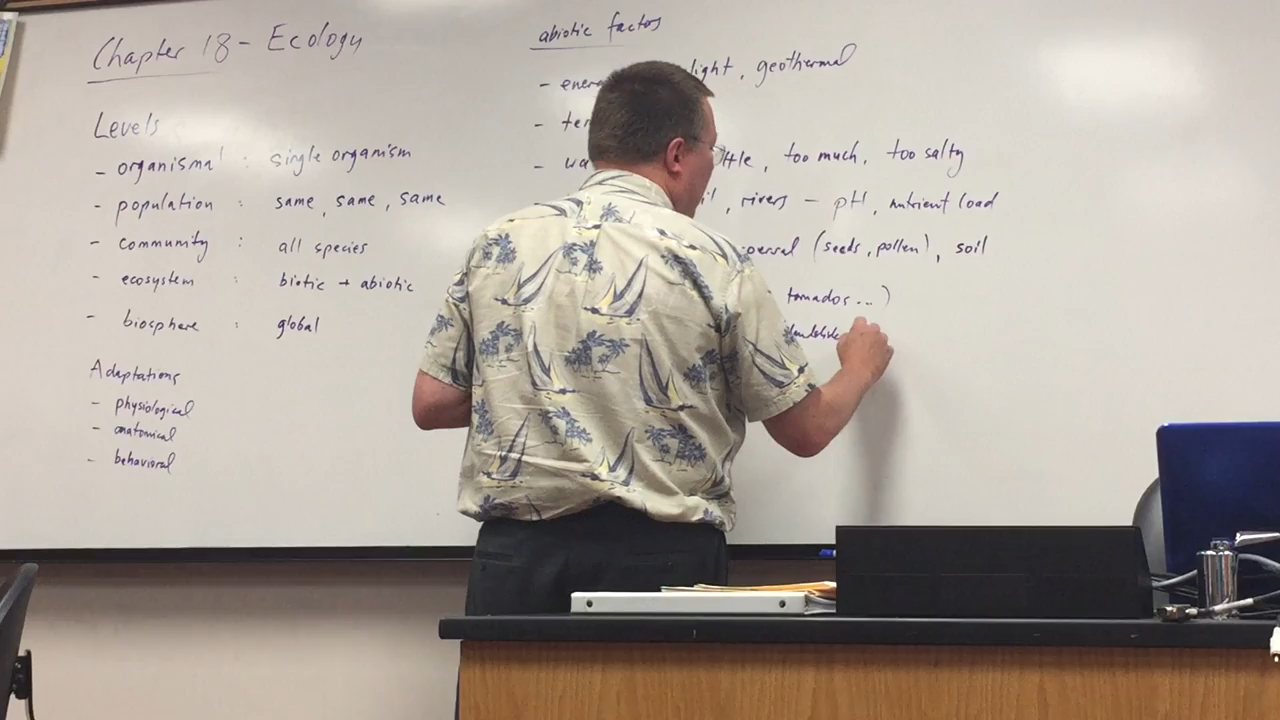 Chapter 18 - Ecology
Levels
- organismal : single organism
- population : same, same, same
- community : all species
- ecosystem : biotic + abiotic
- biosphere : global
Adaptations
- physiological
- anatomical
- behavioral
abiotic factors
- light, geothermal
-
- too much, too salty
, rivers - pH, nutrient load
(seeds, pollen), soil
tornados ... )